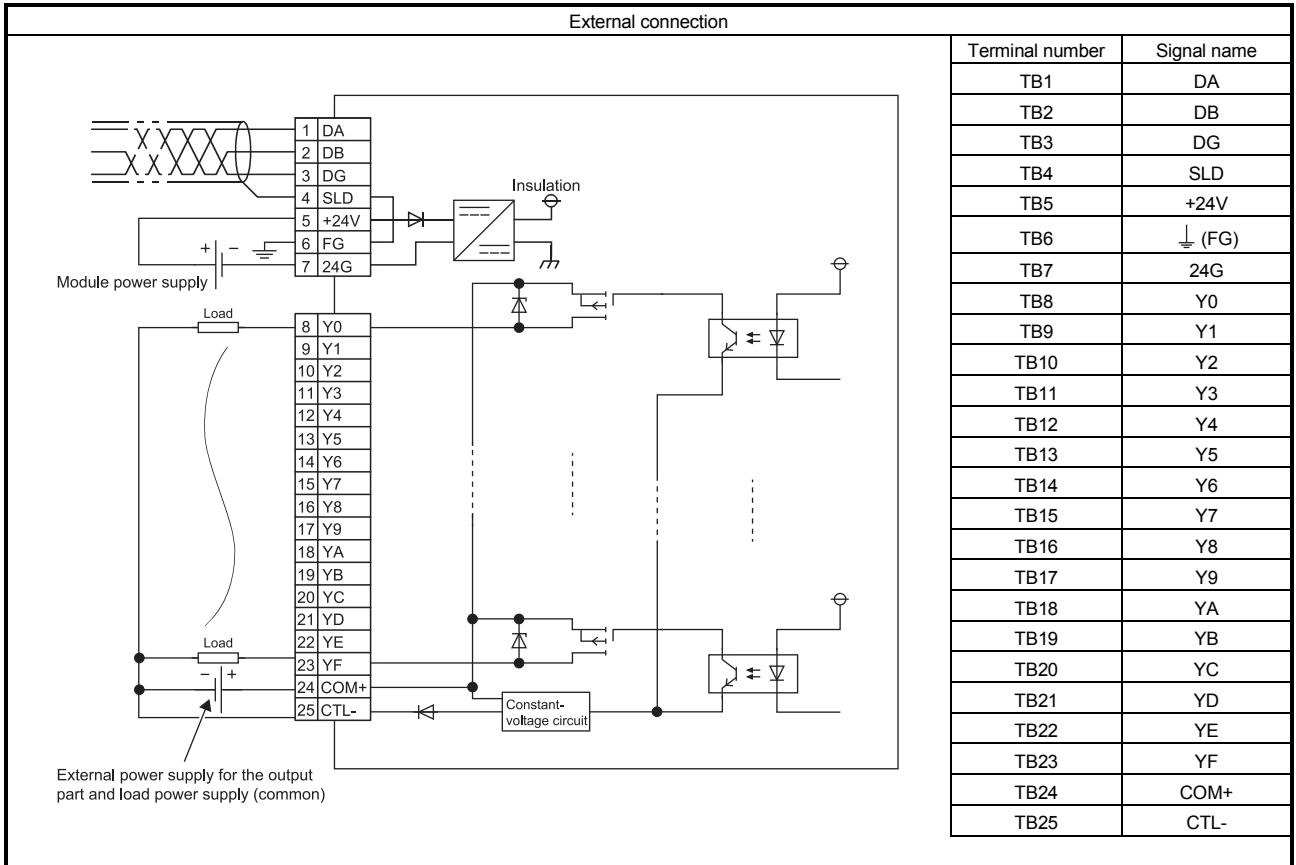 External connection
1 DA
2 DB
3 DG
4 SLD
5 +24V
6 FG
7 24G
Insulation
+ −
Module power supply
Load
8 Y0
9 Y1
10 Y2
11 Y3
12 Y4
13 Y5
14 Y6
15 Y7
16 Y8
17 Y9
18 YA
19 YB
20 YC
21 YD
22 YE
Load
23 YF
− +
24 COM+
25 CTL-
Constant-
voltage circuit
External power supply for the output
part and load power supply (common)
Terminal number Signal name
TB1 DA
TB2 DB
TB3 DG
TB4 SLD
TB5 +24V
TB6 (FG)
TB7 24G
TB8 Y0
TB9 Y1
TB10 Y2
TB11 Y3
TB12 Y4
TB13 Y5
TB14 Y6
TB15 Y7
TB16 Y8
TB17 Y9
TB18 YA
TB19 YB
TB20 YC
TB21 YD
TB22 YE
TB23 YF
TB24 COM+
TB25 CTL-